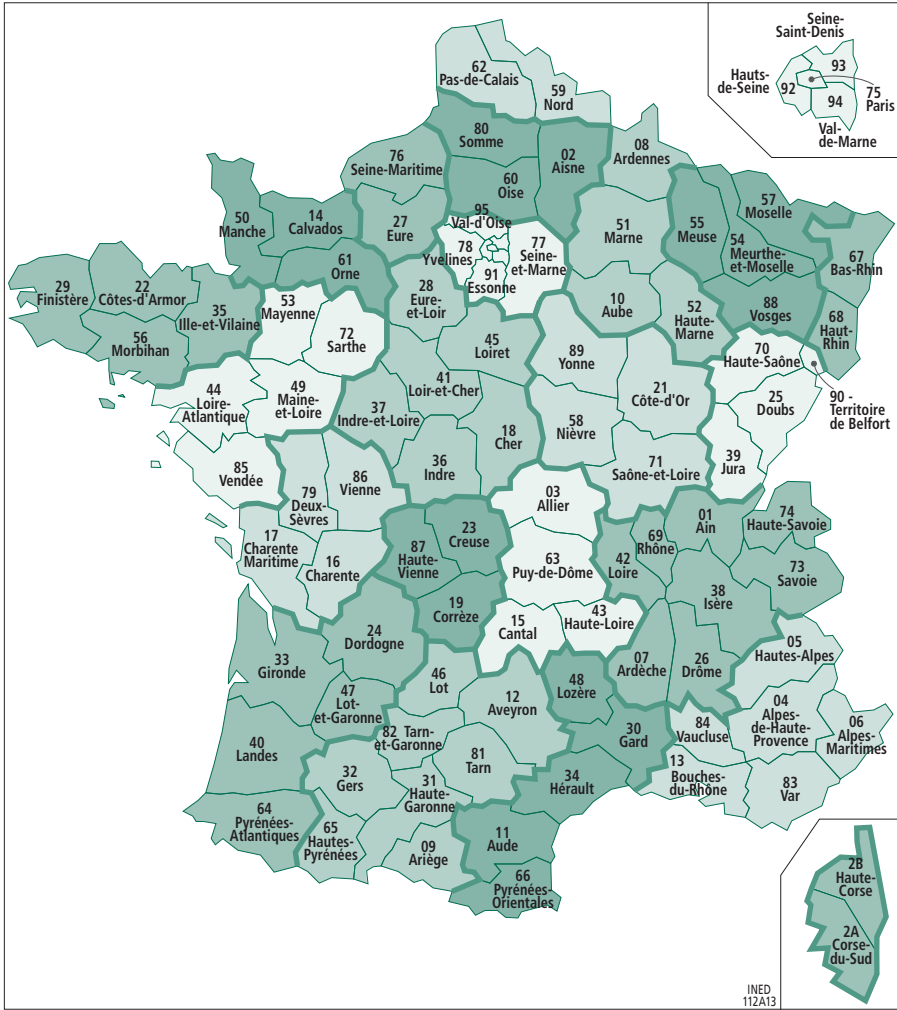 62
Pas-de-Calais
59
Nord
Seine-
Saint-Denis
93
Hauts-
de-Seine
92
75
Paris
94
Val-
de-Marne
80
Somme
02
Aisne
08
Ardennes
76
Seine-Maritime
60
Oise
57
Moselle
50
Manche
14
Calvados
27
Eure
95
Val-d'Oise
51
Marne
55
Meuse
54
Meurthe-
et-Moselle
67
Bas-Rhin
78
Yvelines
77
Seine-
et-Marne
91
Essonne
61
Orne
28
Eure-
et-Loir
10
Aube
52
Haute-
Marne
88
Vosges
68
Haut-
Rhin
29
Finistère
22
Côtes-d'Armor
35
Ille-et-Vilaine
56
Morbihan
53
Mayenne
72
Sarthe
45
Loiret
89
Yonne
70
Haute-Saône
90 -
Territoire
de Belfort
44
Loire-
Atlantique
49
Maine-
et-Loire
41
Loir-et-Cher
37
Indre-et-Loire
18
Cher
58
Nièvre
21
Côte-d'Or
25
Doubs
39
Jura
85
Vendée
79
Deux-
Sèvres
86
Vienne
36
Indre
03
Allier
71
Saône-et-Loire
17
Charente
Maritime
16
Charente
87
Haute-
Vienne
23
Creuse
63
Puy-de-Dôme
42
Loire
69
Rhône
01
Ain
74
Haute-Savoie
73
Savoie
38
Isère
19
Corrèze
15
Cantal
43
Haute-Loire
24
Dordogne
33
Gironde
07
Ardèche
26
Drôme
05
Hautes-Alpes
47
Lot-
et-Garonne
46
Lot
12
Aveyron
48
Lozère
30
Gard
84
Vaucluse
04
Alpes-
de-Haute-
Provence
06
Alpes-
Maritimes
40
Landes
82 Tarn-
et-Garonne
81
Tarn
32
Gers
31
Haute-
Garonne
34
Hérault
13
Bouches-
du-Rhône
83
Var
64
Pyrénées-
Atlantiques
65
Hautes-
Pyrénées
09
Ariège
11
Aude
66
Pyrénées-
Orientales
2B
Haute-
Corse
2A
Corse-
du-Sud
INED
112A13